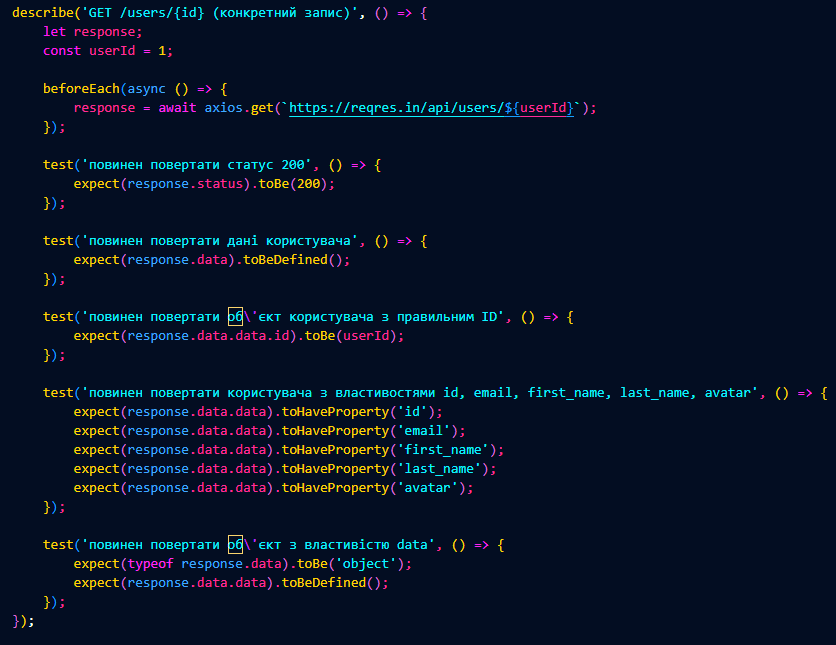 describe('GET /users/{id} (конкретний запис)', () => {
    let response;
    const userId = 1;

    beforeEach(async () => {
        response = await axios.get(`https://reqres.in/api/users/${userId}`);
    });

    test('повинен повертати статус 200', () => {
        expect(response.status).toBe(200);
    });

    test('повинен повертати дані користувача', () => {
        expect(response.data).toBeDefined();
    });

    test('повинен повертати об\'єкт користувача з правильним ID', () => {
        expect(response.data.data.id).toBe(userId);
    });

    test('повинен повертати користувача з властивостями id, email, first_name, last_name, avatar', () => {
        expect(response.data.data).toHaveProperty('id');
        expect(response.data.data).toHaveProperty('email');
        expect(response.data.data).toHaveProperty('first_name');
        expect(response.data.data).toHaveProperty('last_name');
        expect(response.data.data).toHaveProperty('avatar');
    });

    test('повинен повертати об\'єкт з властивістю data', () => {
        expect(typeof response.data).toBe('object');
        expect(response.data.data).toBeDefined();
    });
});